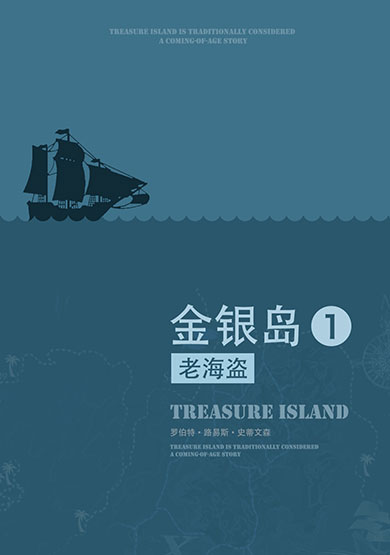 TREASURE ISLAND IS TRADITIONALLY CONSIDERED
A COMING-OF-AGE STORY
金银岛 1
老海盗
TREASURE ISLAND
罗伯特·路易斯·史蒂文森
TREASURE ISLAND IS TRADITIONALLY CONSIDERED
A COMING-OF-AGE STORY